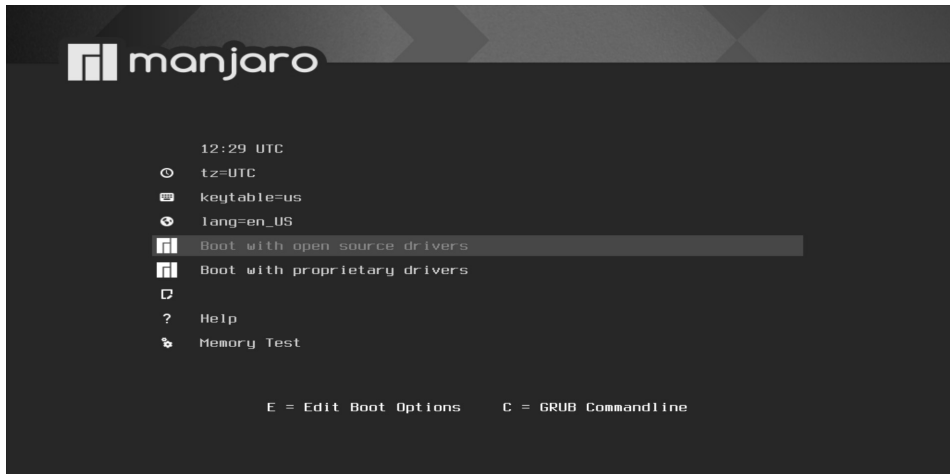 manjaro
12:29 UTC
tz=UTC
keytable=us
lang=en_US
Boot with open source drivers
Boot with proprietary drivers
? Help
Memory Test
E = Edit Boot Options C = GRUB Commandline